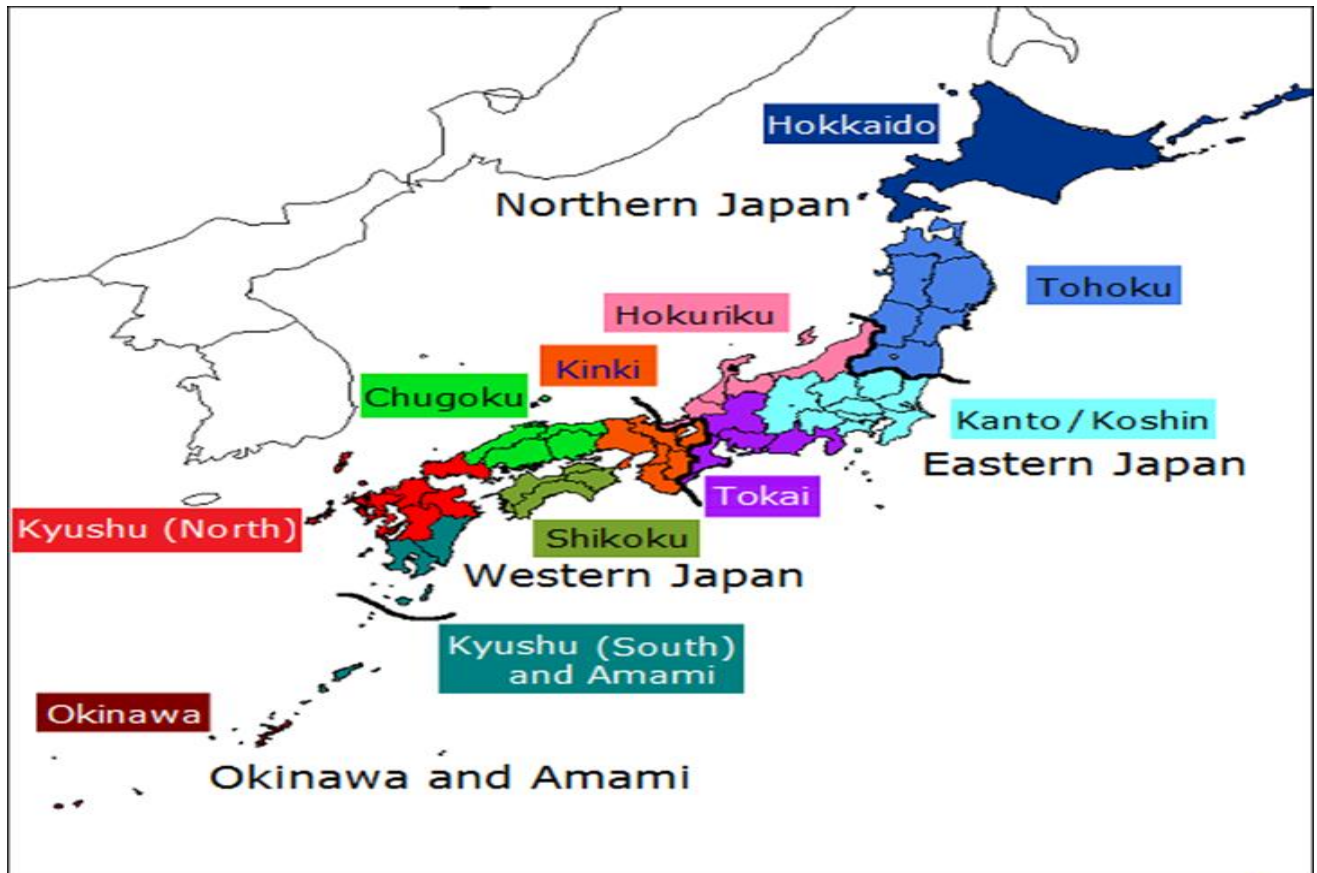 Hokkaido
Northern Japan
Tohoku
Hokuriku
Kinki
Chugoku
Kanto / Koshin
Eastern Japan
Tokai
Kyushu (North)
Shikoku
Western Japan
Kyushu (South)
and Amami
Okinawa
Okinawa and Amami